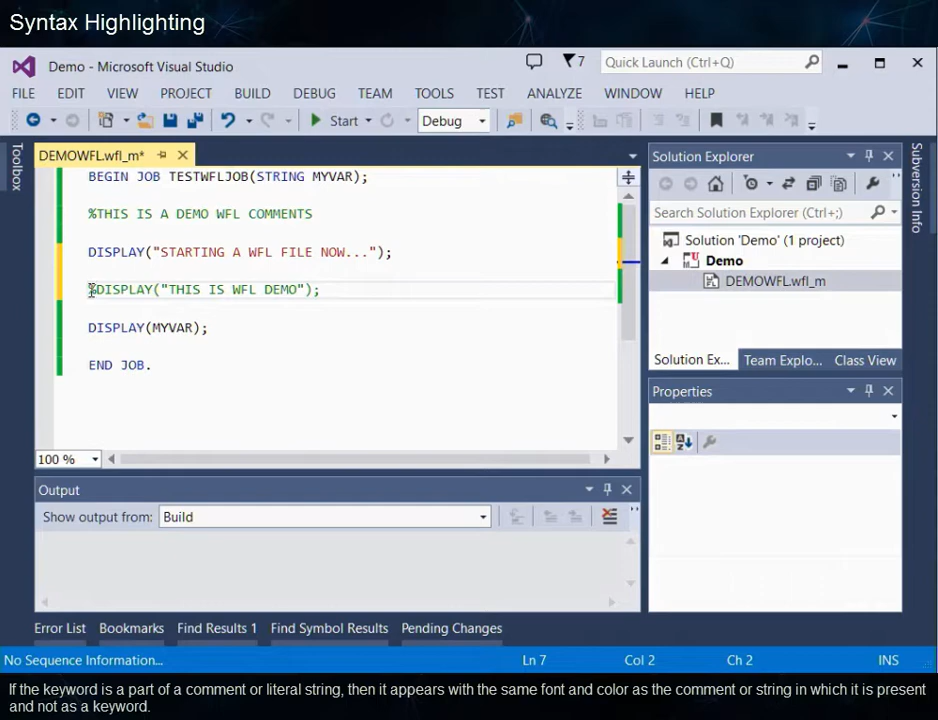 Syntax Highlighting
Demo - Microsoft Visual Studio
7
Quick Launch (Ctrl+Q)
FILE EDIT VIEW PROJECT BUILD DEBUG TEAM TOOLS TEST ANALYZE WINDOW HELP
Start Debug
Toolbox
DEMOWFL.wfl_m*
BEGIN JOB TESTWFLJOB(STRING MYVAR);
%THIS IS A DEMO WFL COMMENTS
DISPLAY("STARTING A WFL FILE NOW...");
%DISPLAY("THIS IS WFL DEMO");
DISPLAY(MYVAR);
END JOB.
100 %
Solution Explorer
Search Solution Explorer (Ctrl+;)
Solution 'Demo' (1 project)
Demo
DEMOWFL.wfl_m
Solution Ex... Team Explo... Class View
Subversion Info
Properties
Output
Show output from: Build
Error List Bookmarks Find Results 1 Find Symbol Results Pending Changes
No Sequence Information... Ln 7 Col 2 Ch 2 INS
If the keyword is a part of a comment or literal string, then it appears with the same font and color as the comment or string in which it is present
and not as a keyword.